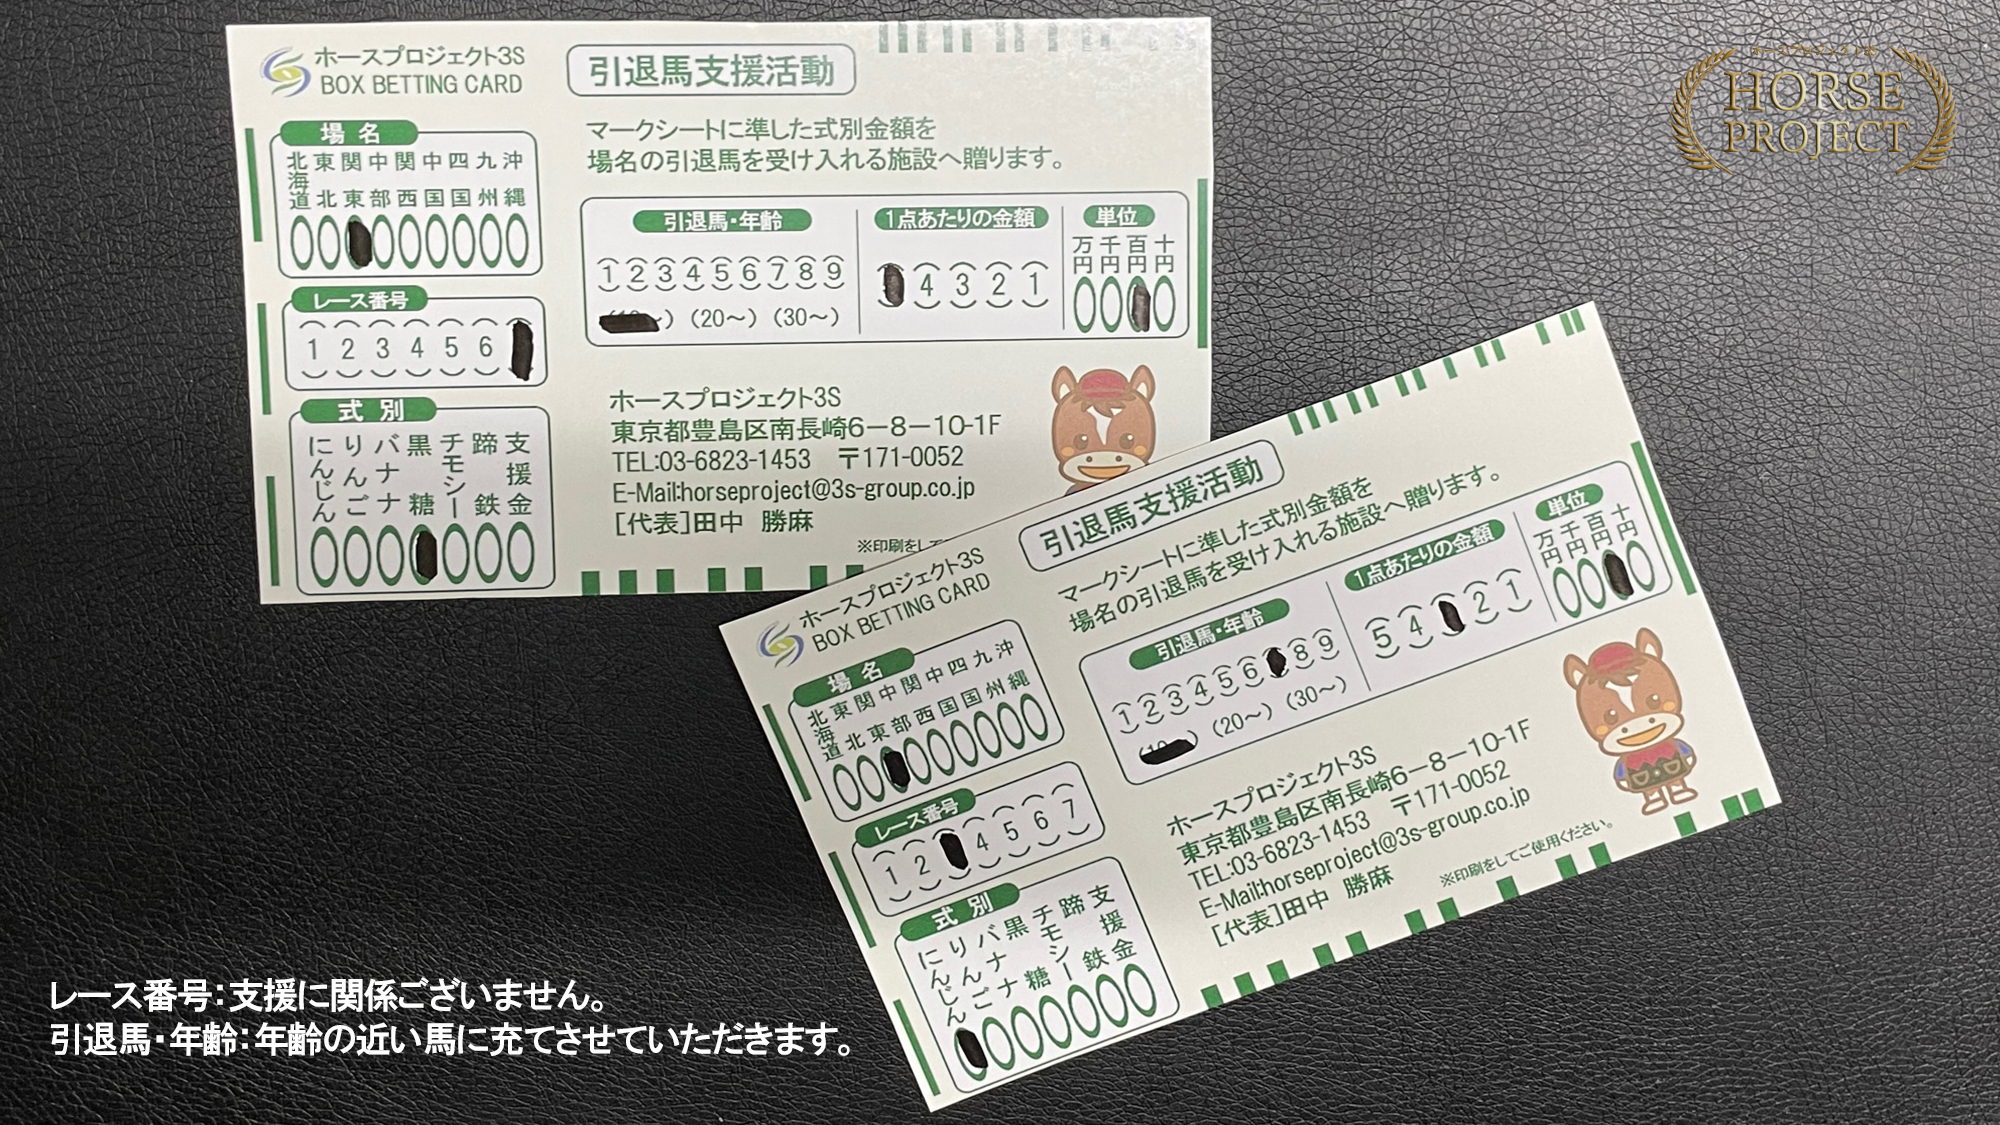 ホースプロジェクト3S
BOX BETTING CARD
引退馬支援活動
マークシートに準した式別金額を
場名の引退馬を受け入れる施設へ贈ります。
場名
北海道 東北 関東 中部 関西 中国 四国 九州 沖縄
レース番号
1 2 3 4 5 6
式別
にんじん りんご バナナ 黒糖 チモシー 蹄鉄 支援金
引退馬・年齢
1 2 3 4 5 6 7 8 9
(20〜) (30〜)
1点あたりの金額
4 3 2 1
単位
万円 千円 百円 十円
ホースプロジェクト3S
東京都豊島区南長崎6−8−10-1F
TEL:03-6823-1453 〒171-0052
E-Mail:horseproject@3s-group.co.jp
[代表]田中 勝麻
※印刷をして
ホースプロジェクト3S
HORSE
PROJECT
ホースプロジェクト3S
BOX BETTING CARD
引退馬支援活動
マークシートに準した式別金額を
場名の引退馬を受け入れる施設へ贈ります。
場名
北海道 東北 関東 中部 関西 中国 四国 九州 沖縄
レース番号
1 2 4 5 6 7
式別
にんじん りんご バナナ 黒糖 チモシー 蹄鉄 支援金
引退馬・年齢
1 2 3 4 5 6 8 9
(20〜) (30〜)
1点あたりの金額
5 4 2 1
単位
万円 千円 百円 十円
ホースプロジェクト3S
東京都豊島区南長崎6−8−10-1F
TEL:03-6823-1453 〒171-0052
E-Mail:horseproject@3s-group.co.jp
[代表]田中 勝麻
※印刷をしてご使用ください。
レース番号：支援に関係ございません。
引退馬・年齢：年齢の近い馬に充てさせていただきます。